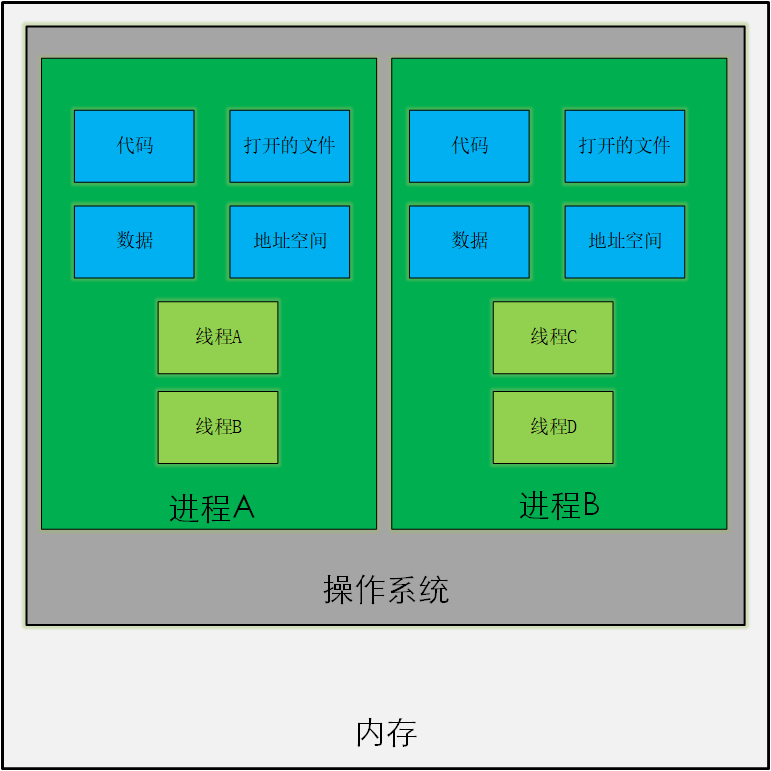 代码
打开的文件
数据
地址空间
线程A
线程B
进程A
代码
打开的文件
数据
地址空间
线程C
线程D
进程B
操作系统
内存